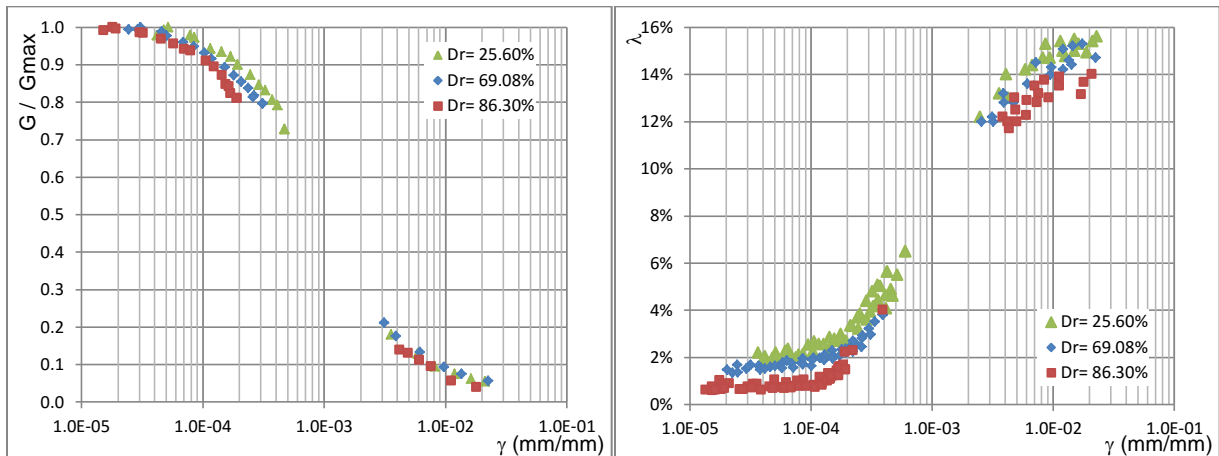 G / Gmax
1.0
0.9
0.8
0.7
0.6
0.5
0.4
0.3
0.2
0.1
0.0
Dr= 25.60%
Dr= 69.08%
Dr= 86.30%
1.0E-05
1.0E-04
1.0E-03
1.0E-02
1.0E-01
γ (mm/mm)
λ
16%
14%
12%
10%
8%
6%
4%
2%
0%
Dr= 25.60%
Dr= 69.08%
Dr= 86.30%
1.0E-05
1.0E-04
1.0E-03
1.0E-02
1.0E-01
γ (mm/mm)